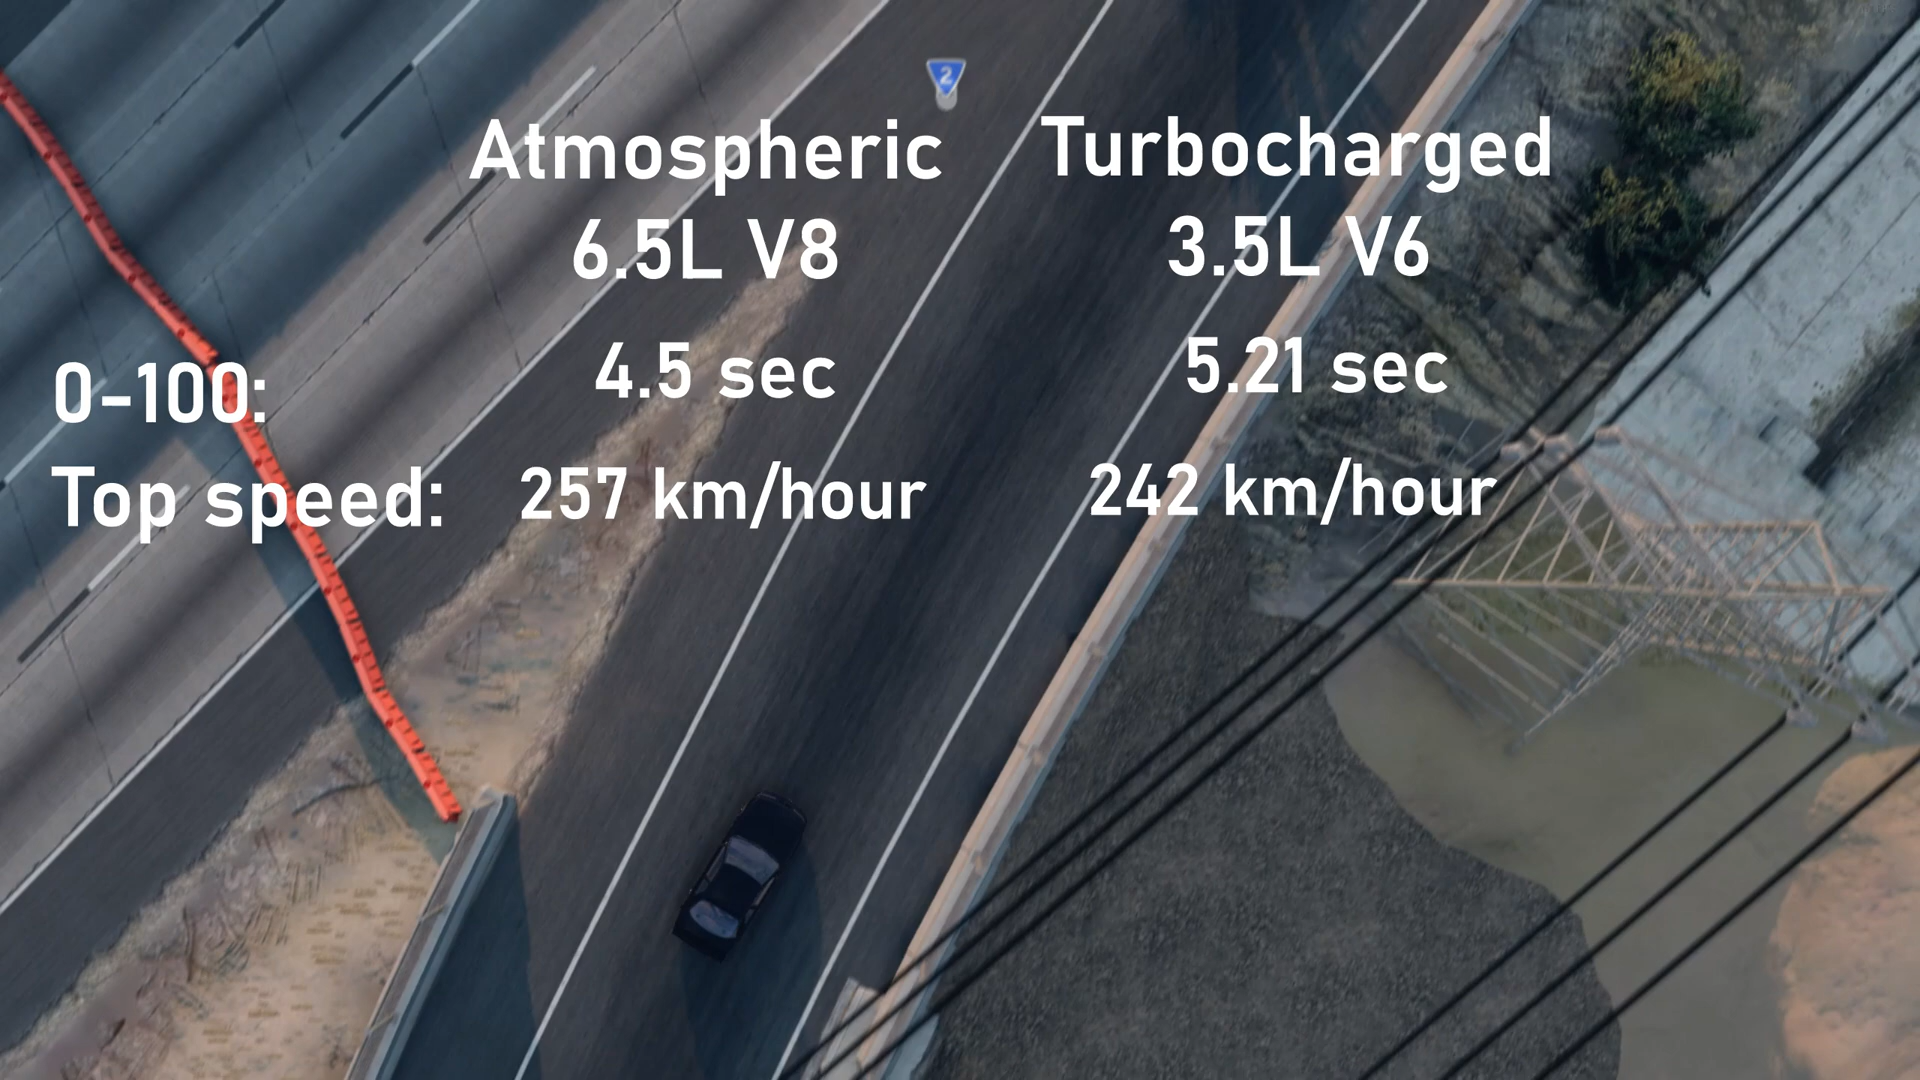 2
Atmospheric Turbocharged
6.5L V8 3.5L V6
0-100: 4.5 sec 5.21 sec
Top speed: 257 km/hour 242 km/hour